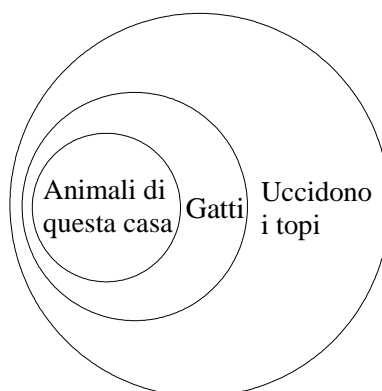 Animali di
questa casa
Gatti
Uccidono
i topi